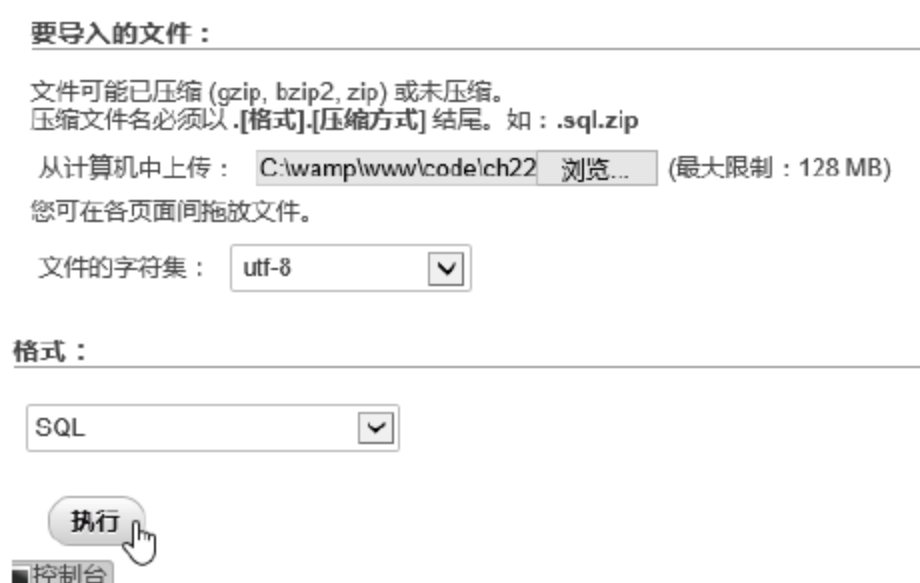 要导入的文件：
文件可能已压缩 (gzip, bzip2, zip) 或未压缩。
压缩文件名必须以 .[格式].[压缩方式] 结尾。如：.sql.zip
从计算机中上传： C:\wamp\www\code\ch22 浏览... (最大限制：128 MB)
您可在各页面间拖放文件。
文件的字符集： utf-8
格式：
SQL
执行
控制台